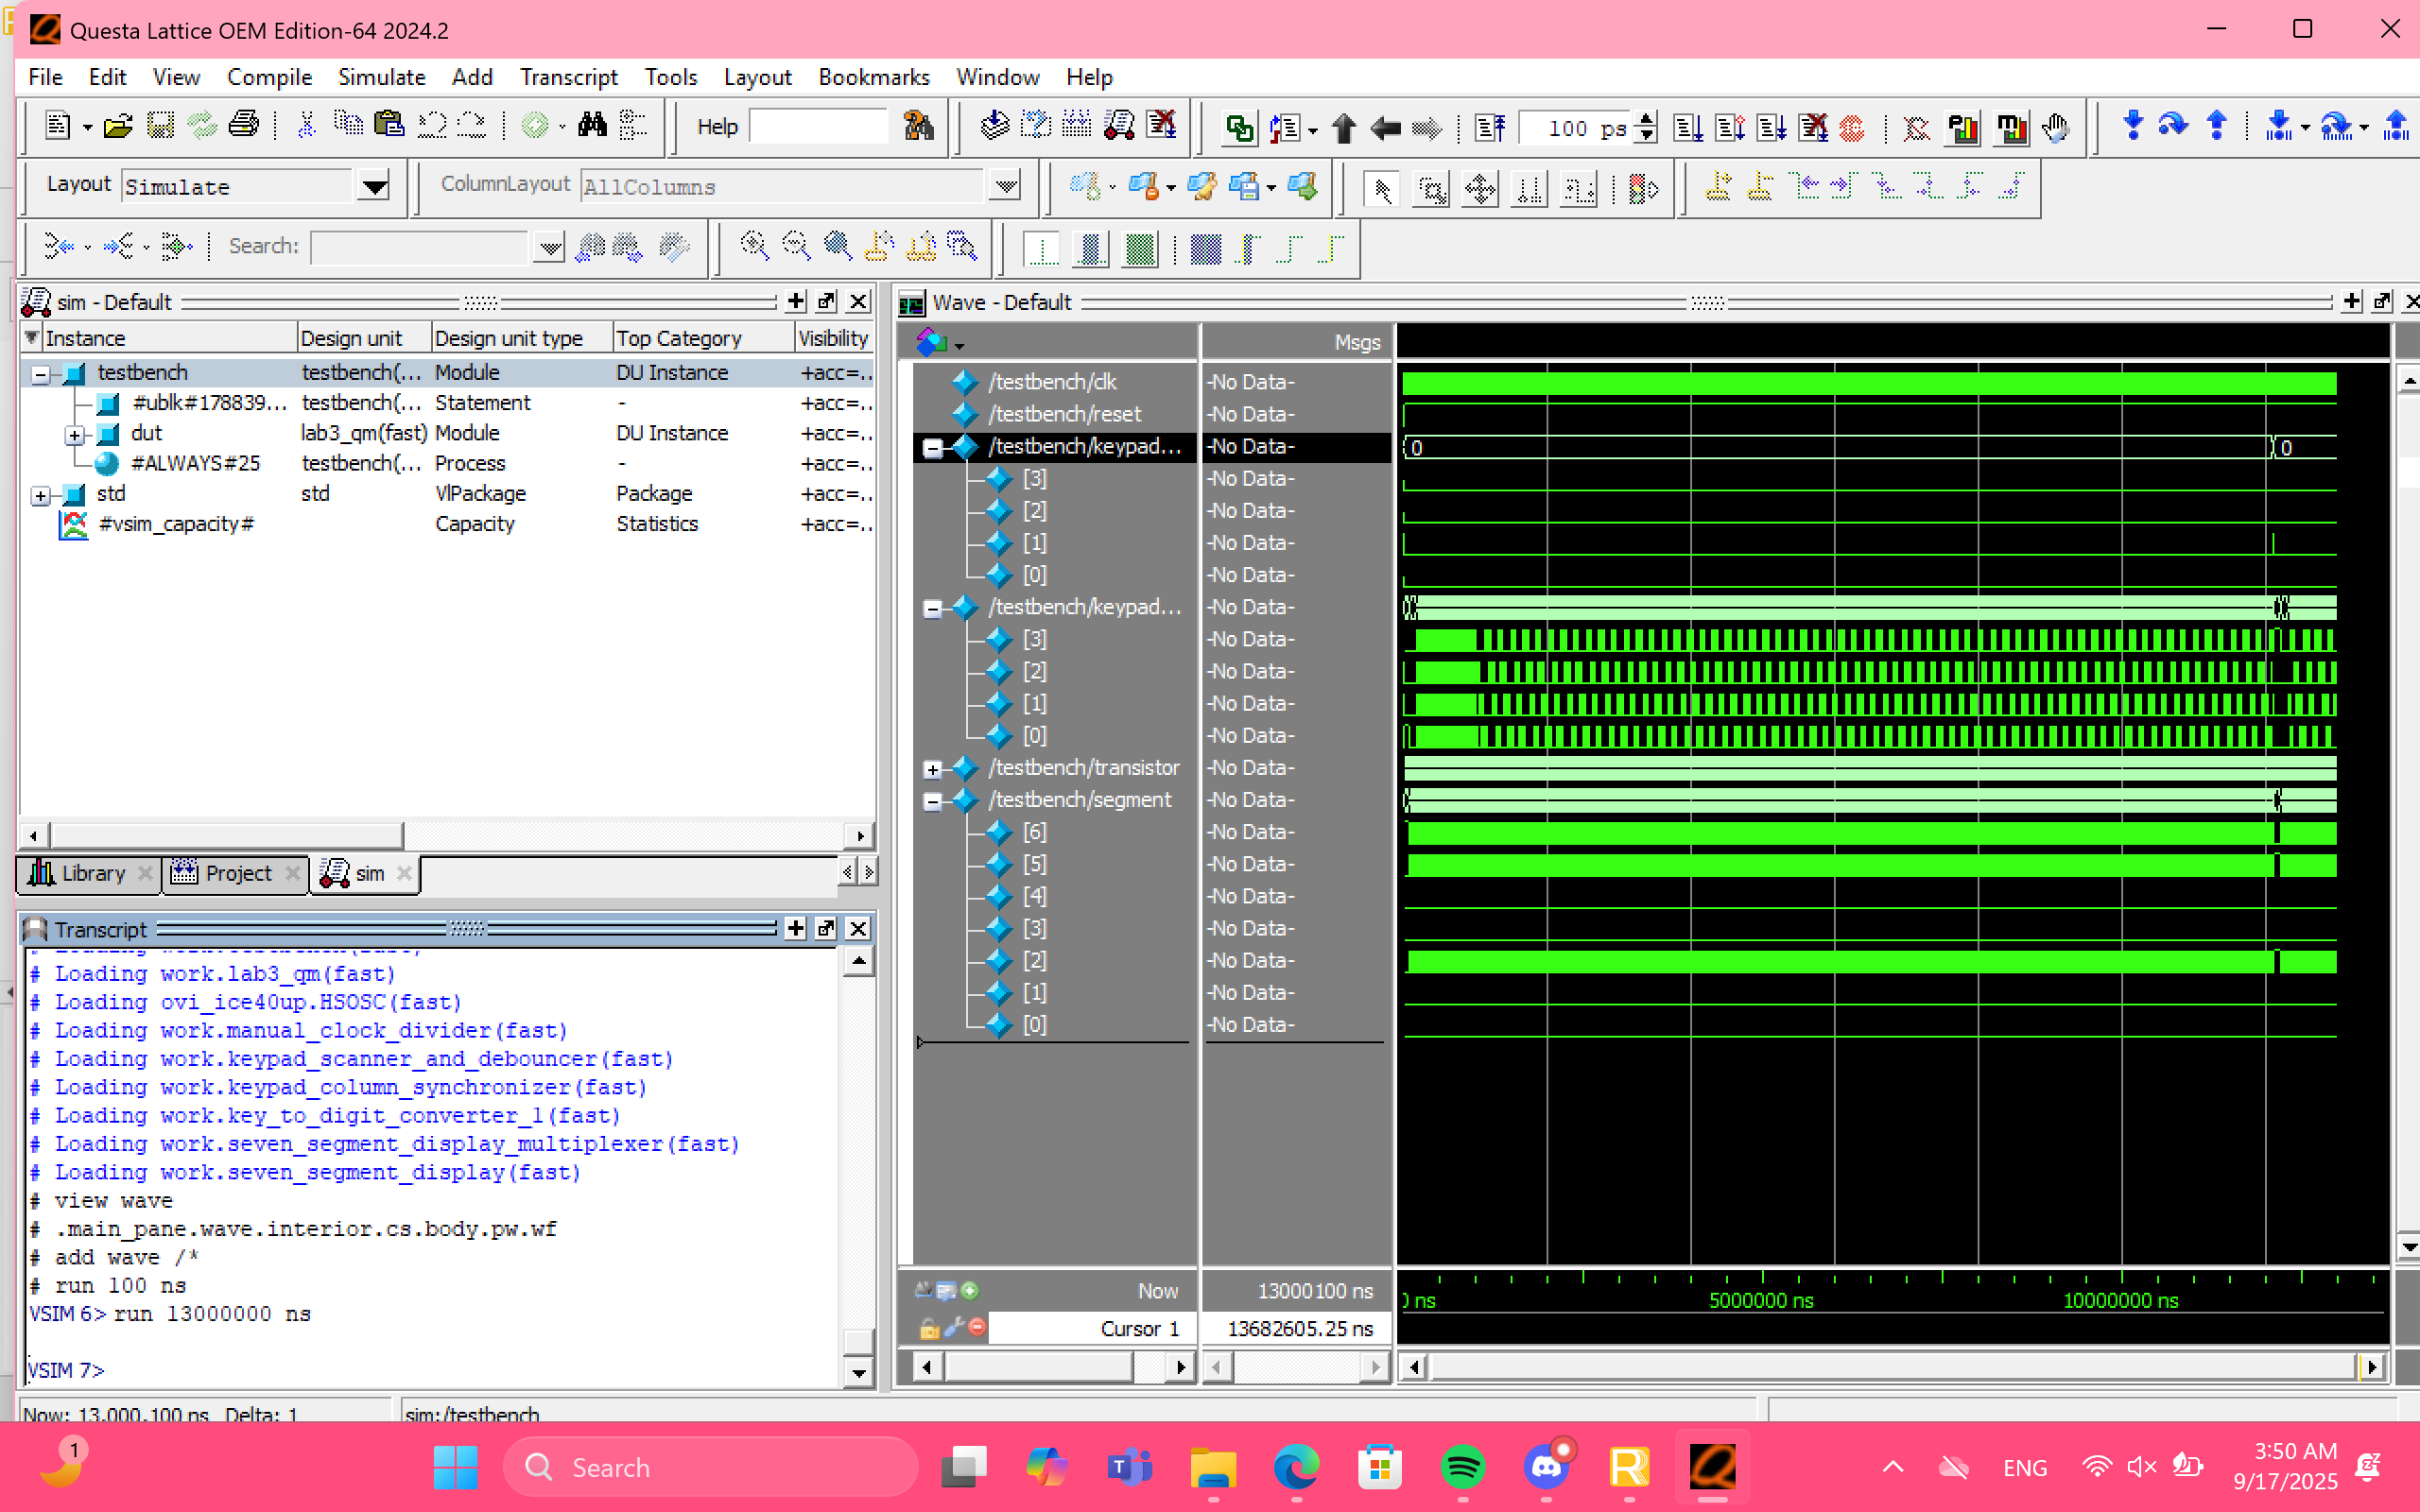 Questa Lattice OEM Edition-64 2024.2
File Edit View Compile Simulate Add Transcript Tools Layout Bookmarks Window Help
Help
100 ps
Layout Simulate
ColumnLayout AllColumns
Search:
sim - Default
Instance Design unit Design unit type Top Category Visibility
testbench testbench(... Module DU Instance +acc=..
#ublk#178839... testbench(... Statement - +acc=..
dut lab3_qm(fast) Module DU Instance +acc=..
#ALWAYS#25 testbench(... Process - +acc=..
std std VlPackage Package +acc=..
#vsim_capacity# Capacity Statistics +acc=..
Library Project sim
Transcript
# Loading work.lab3_qm(fast)
# Loading ovi_ice40up.HSOSC(fast)
# Loading work.manual_clock_divider(fast)
# Loading work.keypad_scanner_and_debouncer(fast)
# Loading work.keypad_column_synchronizer(fast)
# Loading work.key_to_digit_converter_l(fast)
# Loading work.seven_segment_display_multiplexer(fast)
# Loading work.seven_segment_display(fast)
# view wave
# .main_pane.wave.interior.cs.body.pw.wf
# add wave /*
# run 100 ns
VSIM 6> run 13000000 ns
VSIM 7>
Wave - Default
Msgs
/testbench/clk -No Data-
/testbench/reset -No Data-
/testbench/keypad... -No Data- 0 0
[3] -No Data-
[2] -No Data-
[1] -No Data-
[0] -No Data-
/testbench/keypad... -No Data-
[3] -No Data-
[2] -No Data-
[1] -No Data-
[0] -No Data-
/testbench/transistor -No Data-
/testbench/segment -No Data-
[6] -No Data-
[5] -No Data-
[4] -No Data-
[3] -No Data-
[2] -No Data-
[1] -No Data-
[0] -No Data-
Now 13000100 ns
ns 5000000 ns 10000000 ns
Cursor 1 13682605.25 ns
Now: 13,000,100 ns Delta: 1 sim:/testbench
1
Search
ENG
3:50 AM
9/17/2025